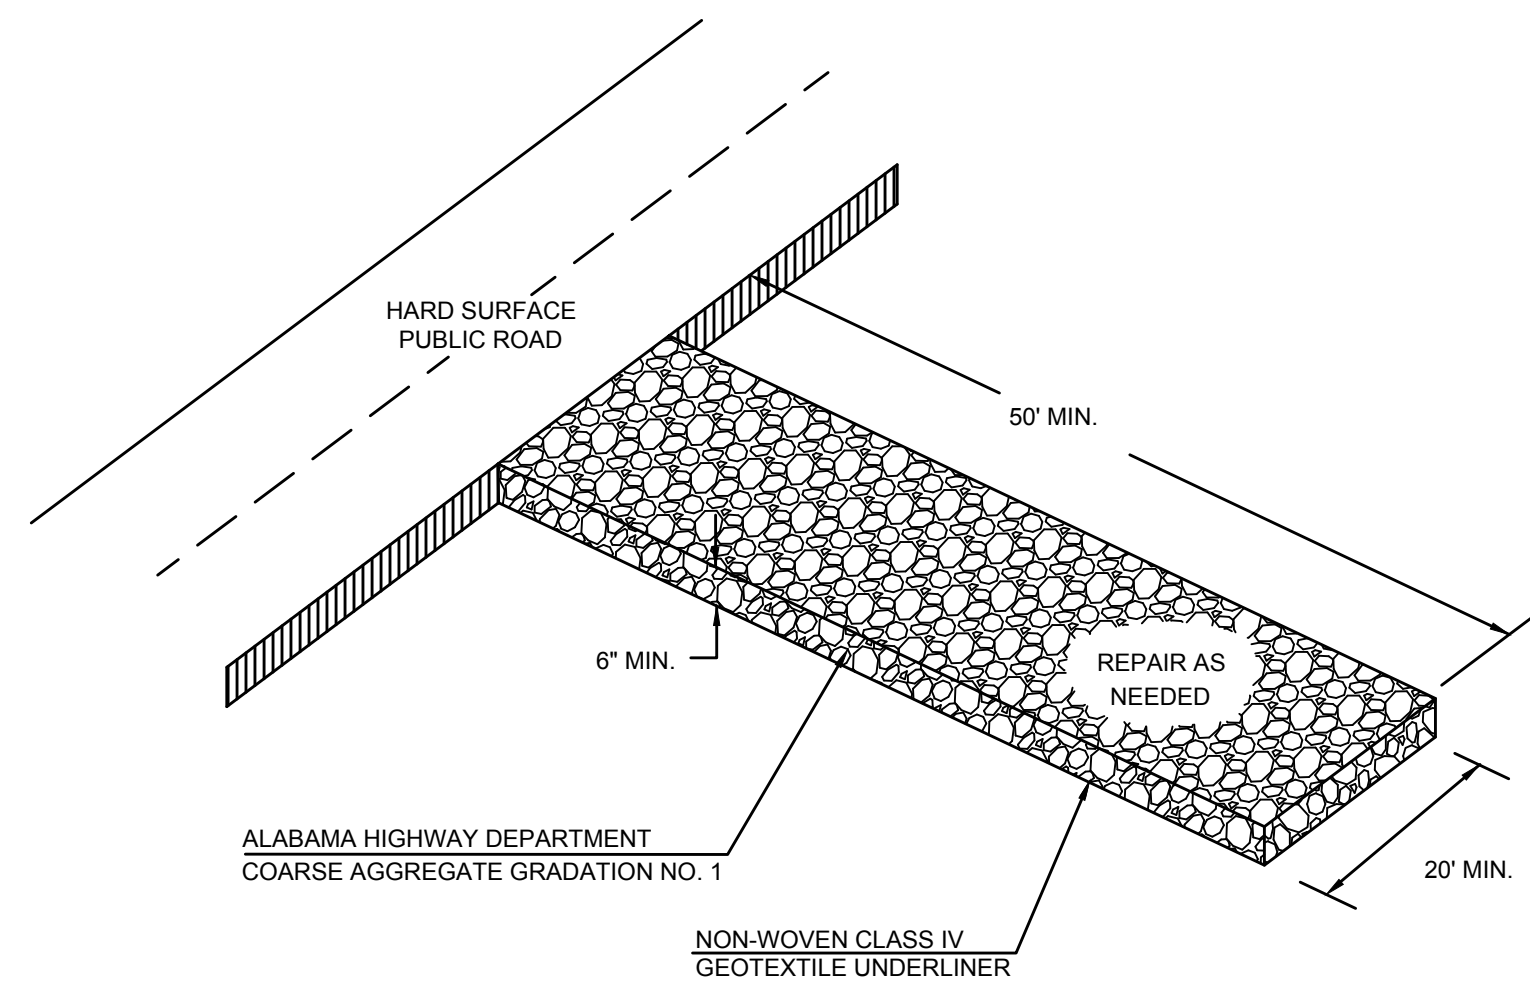 HARD SURFACE
PUBLIC ROAD
50' MIN.
6" MIN.
REPAIR AS
NEEDED
ALABAMA HIGHWAY DEPARTMENT
COARSE AGGREGATE GRADATION NO. 1
20' MIN.
NON-WOVEN CLASS IV
GEOTEXTILE UNDERLINER